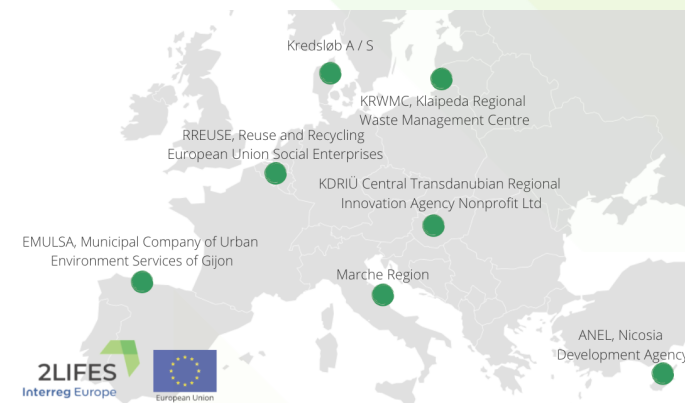 Kredsløb A / S
KRWMC, Klaipeda Regional
Waste Management Centre
RREUSE, Reuse and Recycling
European Union Social Enterprises
KDRIÜ Central Transdanubian Regional
Innovation Agency Nonprofit Ltd
EMULSA, Municipal Company of Urban
Environment Services of Gijon
Marche Region
ANEL, Nicosia
Development Agency
2LIFES
Interreg Europe
European Union